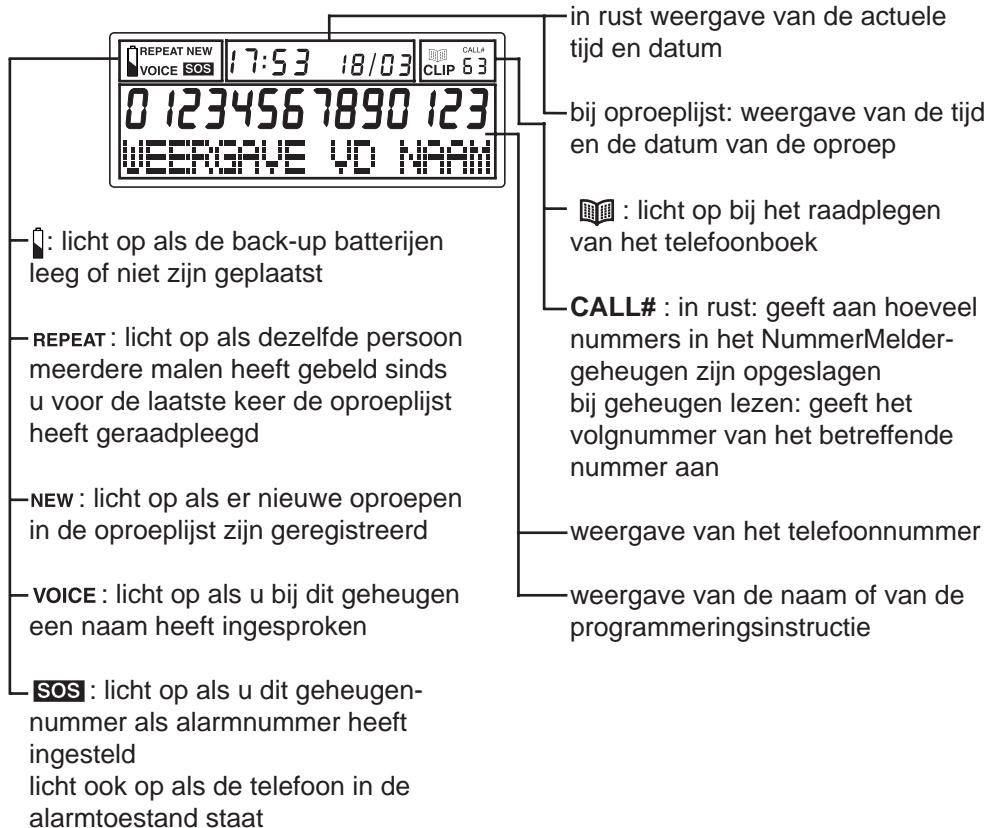 REPEAT NEW
VOICE SOS
17:53 18/03
CALL#
CLIP 63
01234567890123
WEERGAVE VD NAAM
: licht op als de back-up batterijen
leeg of niet zijn geplaatst
REPEAT : licht op als dezelfde persoon
meerdere malen heeft gebeld sinds
u voor de laatste keer de oproeplijst
heeft geraadpleegd
NEW : licht op als er nieuwe oproepen
in de oproeplijst zijn geregistreerd
VOICE : licht op als u bij dit geheugen
een naam heeft ingesproken
SOS : licht op als u dit geheugen-
nummer als alarmnummer heeft
ingesteld
licht ook op als de telefoon in de
alarmtoestand staat
in rust weergave van de actuele
tijd en datum
bij oproeplijst: weergave van de tijd
en de datum van de oproep
: licht op bij het raadplegen
van het telefoonboek
CALL# : in rust: geeft aan hoeveel
nummers in het NummerMelder-
geheugen zijn opgeslagen
bij geheugen lezen: geeft het
volgnummer van het betreffende
nummer aan
weergave van het telefoonnummer
weergave van de naam of van de
programmeringsinstructie